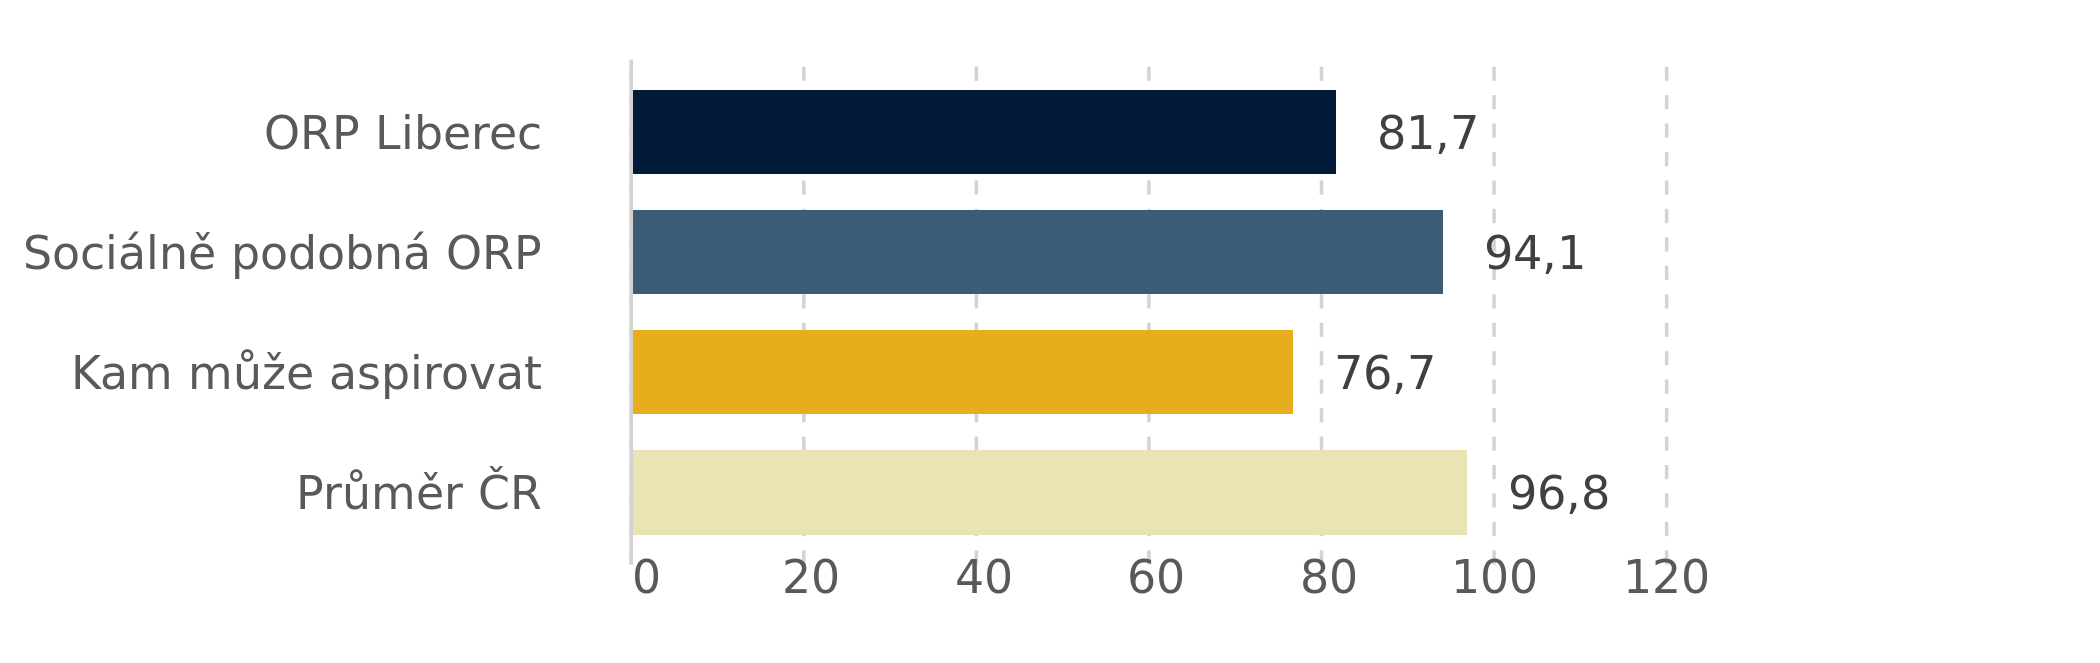 ORP Liberec 81,7
Sociálně podobná ORP 94,1
Kam může aspirovat 76,7
Průměr ČR 96,8
0 20 40 60 80 100 120